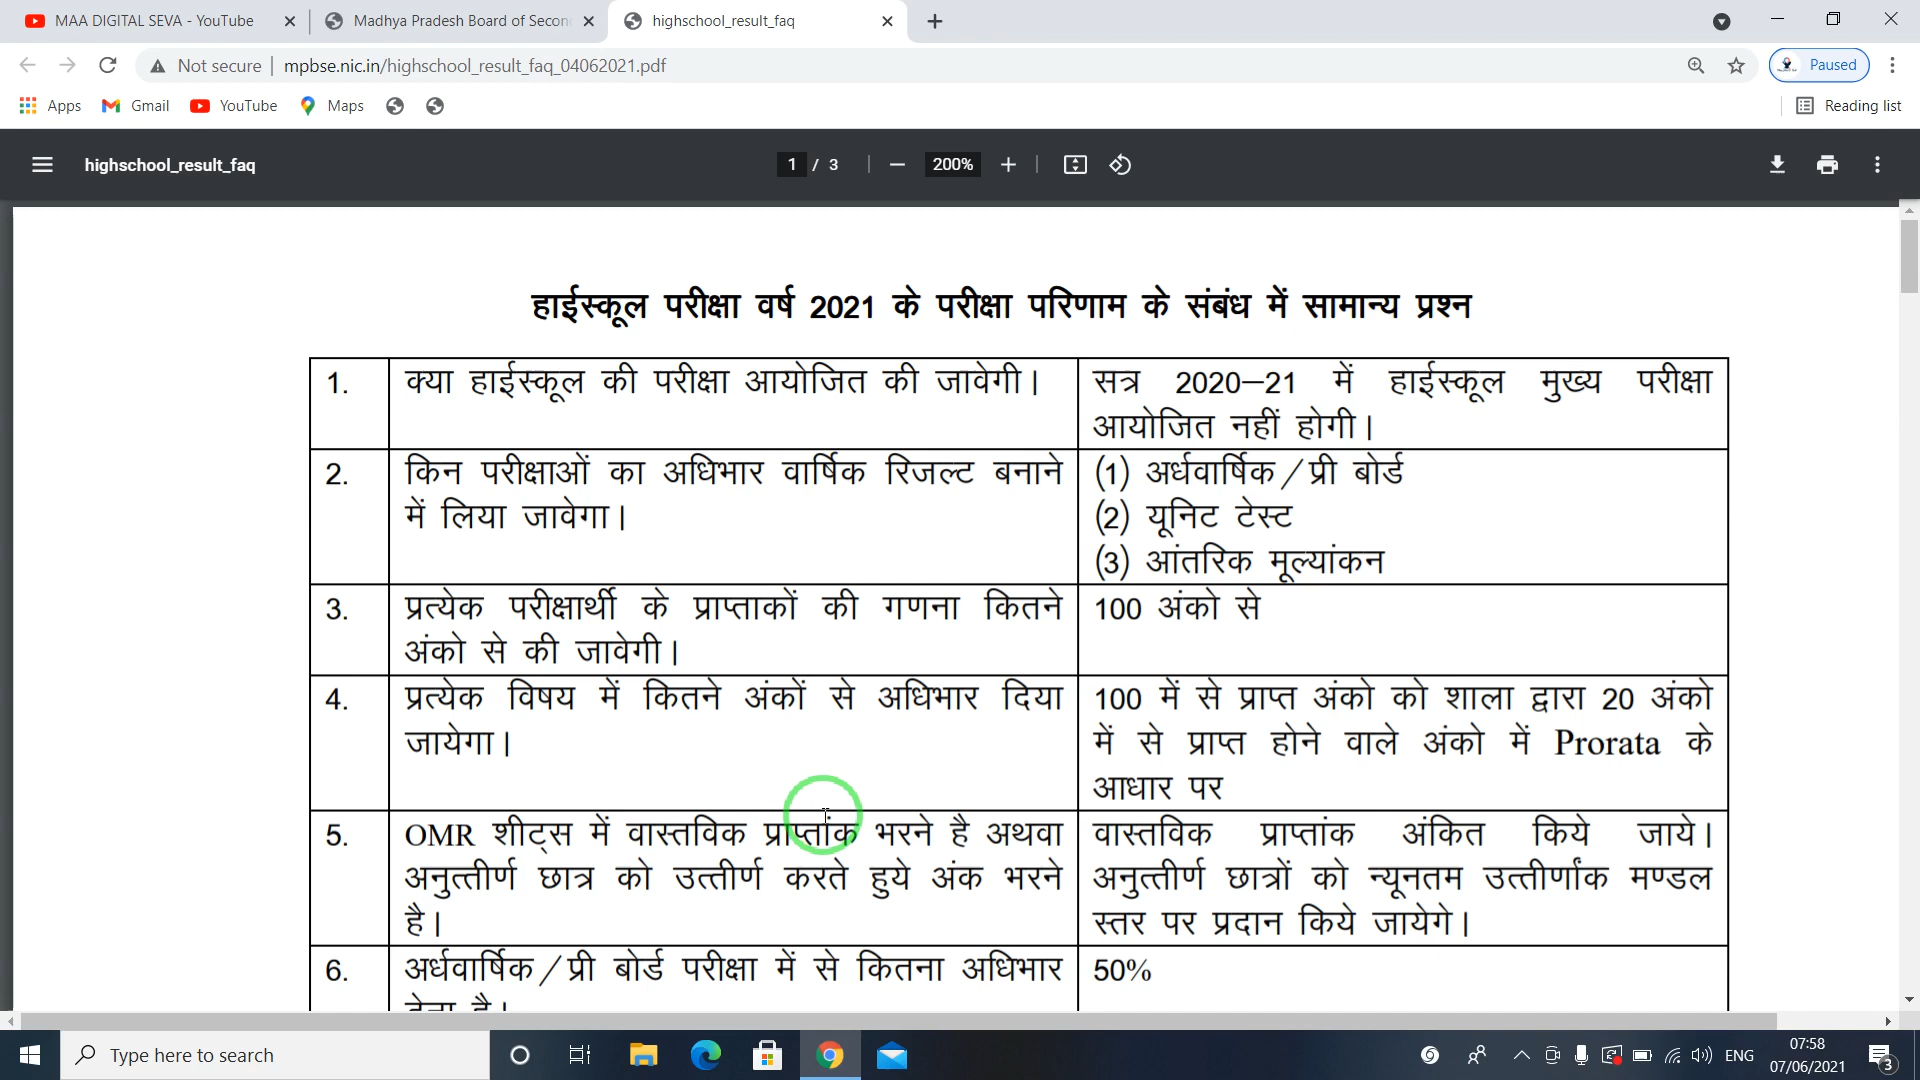 MAA DIGITAL SEVA - YouTube
Madhya Pradesh Board of Secon
highschool_result_faq
Not secure
mpbse.nic.in/highschool_result_faq_04062021.pdf
Paused
Apps
Gmail
YouTube
Maps
Reading list
highschool_result_faq
1 / 3
200%
हाईस्कूल परीक्षा वर्ष 2021 के परीक्षा परिणाम के संबंध में सामान्य प्रश्न
1.
क्या हाईस्कूल की परीक्षा आयोजित की जावेगी।
सत्र 2020–21 में हाईस्कूल मुख्य परीक्षा
आयोजित नहीं होगी।
2.
किन परीक्षाओं का अधिभार वार्षिक रिजल्ट बनाने
में लिया जावेगा।
(1) अर्धवार्षिक/प्री बोर्ड
(2) यूनिट टेस्ट
(3) आंतरिक मूल्यांकन
3.
प्रत्येक परीक्षार्थी के प्राप्ताकों की गणना कितने
अंको से की जावेगी।
100 अंको से
4.
प्रत्येक विषय में कितने अंकों से अधिभार दिया
जायेगा।
100 में से प्राप्त अंको को शाला द्वारा 20 अंको
में से प्राप्त होने वाले अंको में Prorata के
आधार पर
5.
OMR शीट्स में वास्तविक प्राप्तांक भरने है अथवा
अनुत्तीर्ण छात्र को उत्तीर्ण करते हुये अंक भरने
है।
वास्तविक प्राप्तांक अंकित किये जाये।
अनुत्तीर्ण छात्रों को न्यूनतम उत्तीर्णांक मण्डल
स्तर पर प्रदान किये जायेगे।
6.
अर्धवार्षिक/प्री बोर्ड परीक्षा में से कितना अधिभार
50%
Type here to search
ENG
07:58
07/06/2021
3